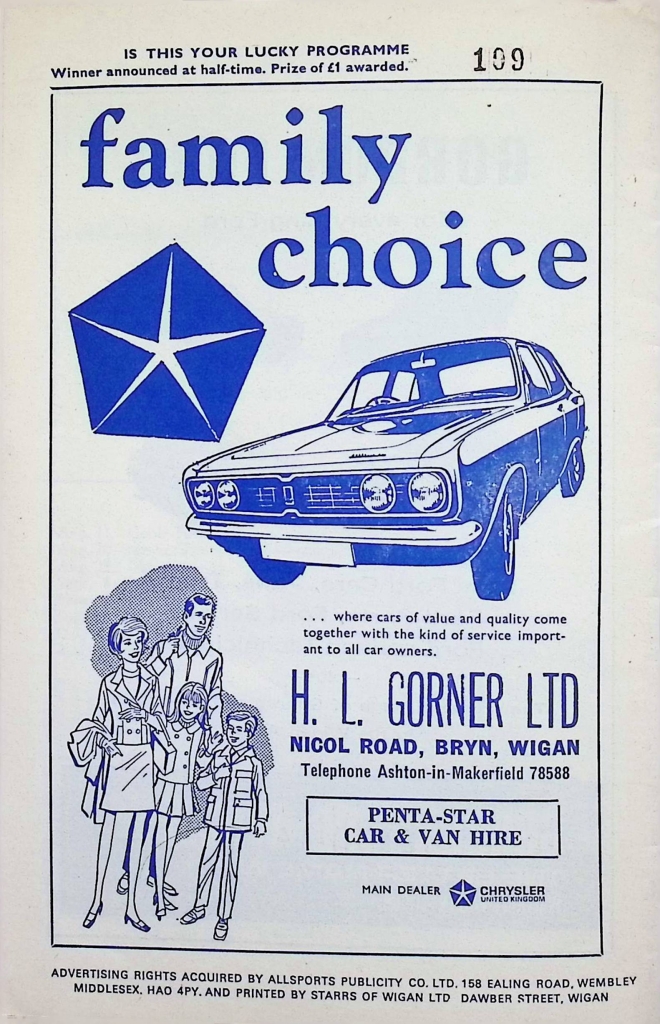 IS THIS YOUR LUCKY PROGRAMME
Winner announced at half-time. Prize of £1 awarded.
109
family
choice
... where cars of value and quality come
together with the kind of service import-
ant to all car owners.
H. L. GORNER LTD
NICOL ROAD, BRYN, WIGAN
Telephone Ashton-in-Makerfield 78588
PENTA-STAR
CAR & VAN HIRE
MAIN DEALER CHRYSLER
UNITED KINGDOM
ADVERTISING RIGHTS ACQUIRED BY ALLSPORTS PUBLICITY CO. LTD, 158 EALING ROAD, WEMBLEY
MIDDLESEX. HAO 4PY. AND PRINTED BY STARRS OF WIGAN LTD DAWBER STREET, WIGAN